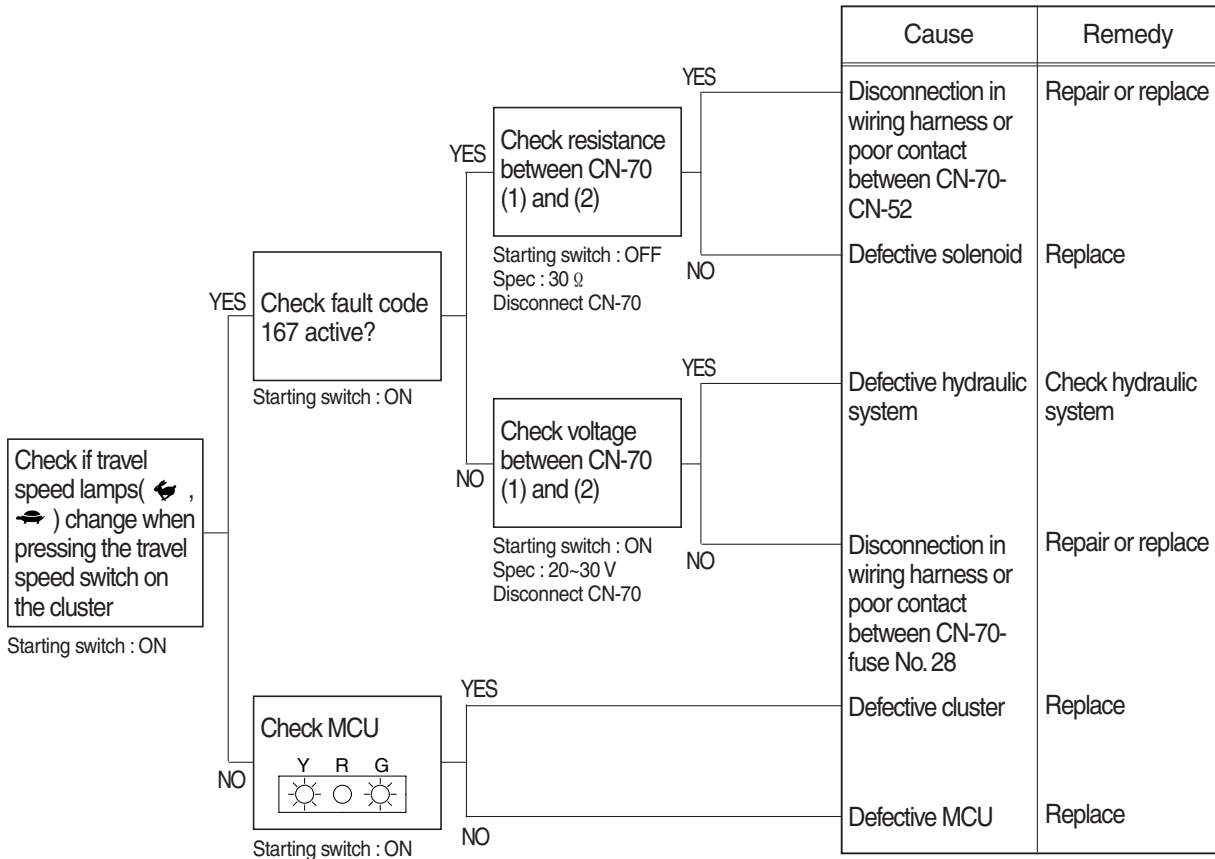 Cause
Remedy
YES
Disconnection in
wiring harness or
poor contact
between CN-70-
CN-52
Repair or replace
YES
Check resistance
between CN-70
(1) and (2)
Starting switch : OFF
Spec : 30 Ω
Disconnect CN-70
NO
Defective solenoid
Replace
YES
Check fault code
167 active?
Starting switch : ON
YES
Defective hydraulic
system
Check hydraulic
system
NO
Check voltage
between CN-70
(1) and (2)
Starting switch : ON
Spec : 20~30 V
Disconnect CN-70
NO
Disconnection in
wiring harness or
poor contact
between CN-70-
fuse No. 28
Repair or replace
Check if travel
speed lamps( ,
) change when
pressing the travel
speed switch on
the cluster
Starting switch : ON
YES
Defective cluster
Replace
NO
Check MCU
Y R G
Starting switch : ON
NO
Defective MCU
Replace